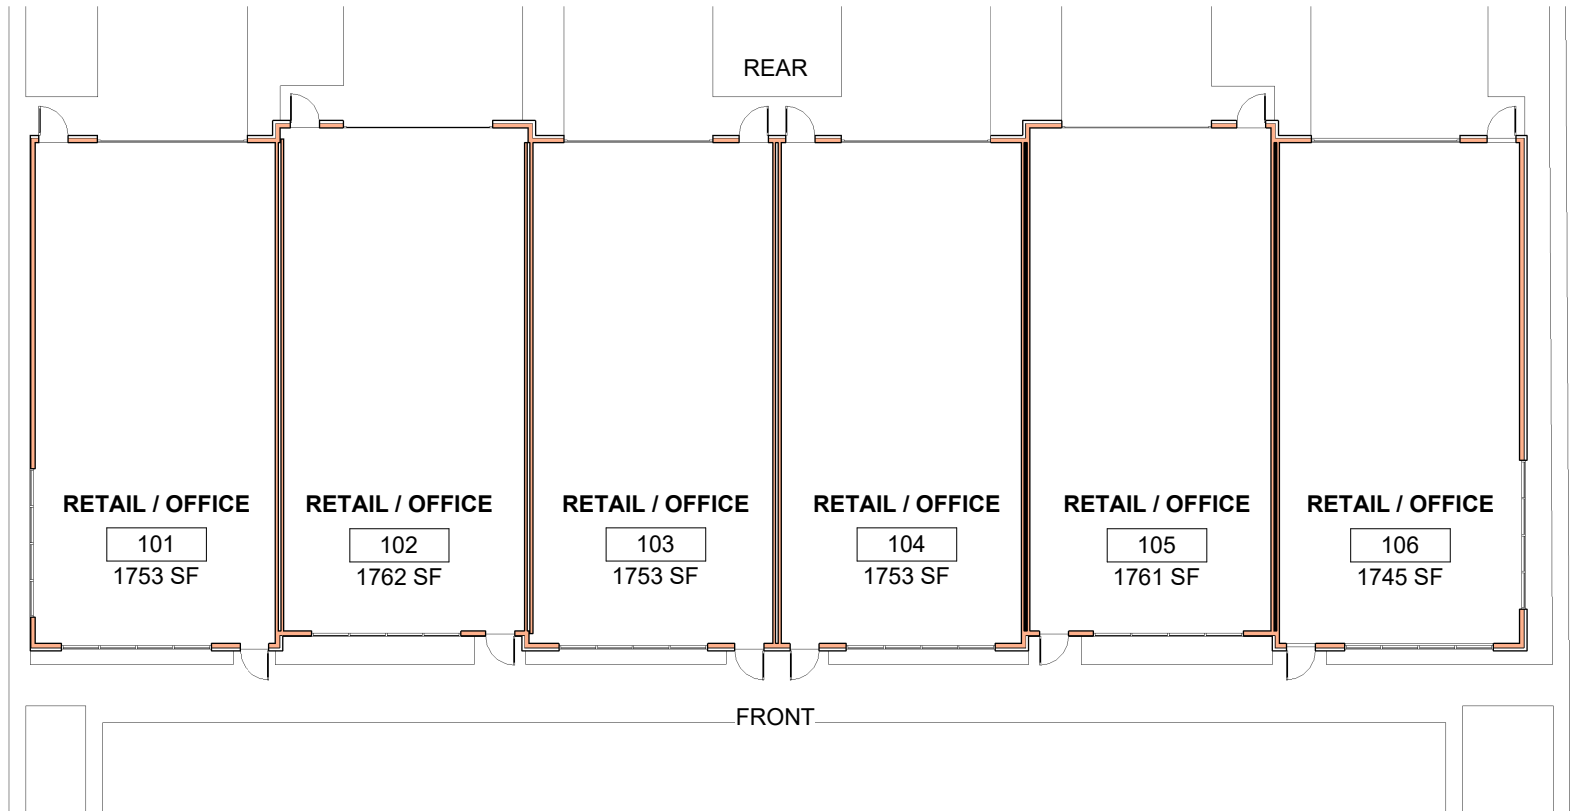 REAR
RETAIL / OFFICE
101
1753 SF
RETAIL / OFFICE
102
1762 SF
RETAIL / OFFICE
103
1753 SF
RETAIL / OFFICE
104
1753 SF
RETAIL / OFFICE
105
1761 SF
RETAIL / OFFICE
106
1745 SF
FRONT